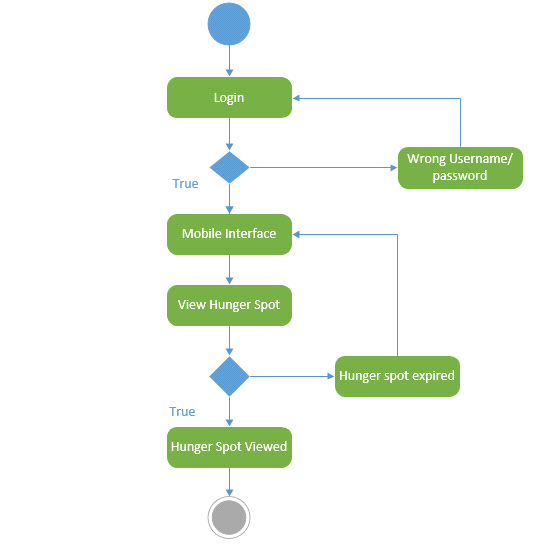 Login
Wrong Username/
password
True
Mobile Interface
View Hunger Spot
Hunger spot expired
True
Hunger Spot Viewed